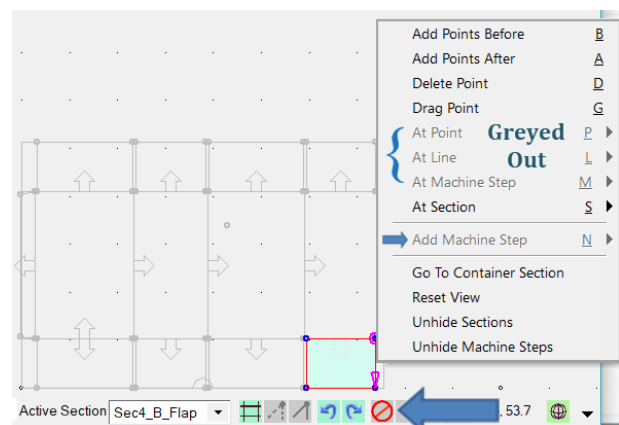 Add Points Before B
Add Points After A
Delete Point D
Drag Point G
At Point Greyed P
At Line Out L
At Machine Step M
At Section S
Add Machine Step N
Go To Container Section
Reset View
Unhide Sections
Unhide Machine Steps
Active Section Sec4_B_Flap . 53.7